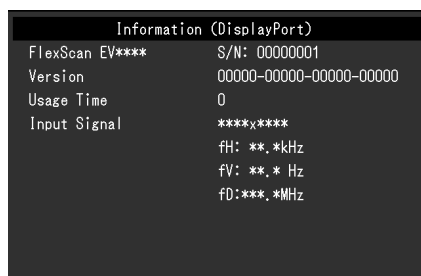 Information (DisplayPort)
FlexScan EV**** S/N: 00000001
Version 00000-00000-00000-00000
Usage Time 0
Input Signal ****x****
fH: **.*kHz
fV: **.* Hz
fD:***.*MHz